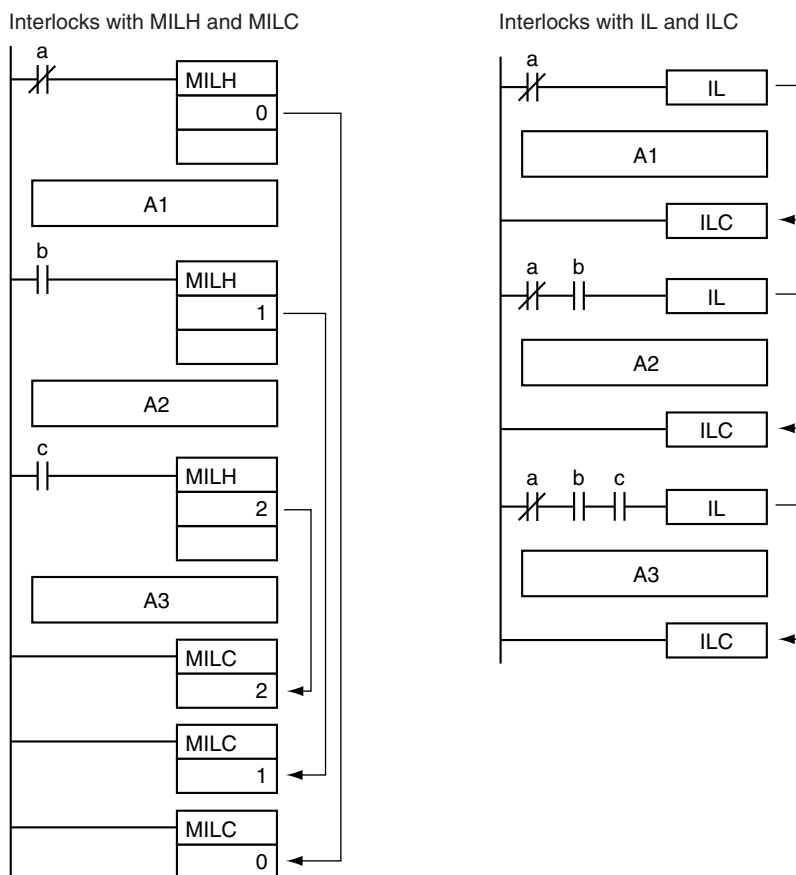 Interlocks with MILH and MILC
a
MILH
0
A1
b
MILH
1
A2
c
MILH
2
A3
MILC
2
MILC
1
MILC
0
Interlocks with IL and ILC
a
IL
A1
ILC
a b
IL
A2
ILC
a b c
IL
A3
ILC